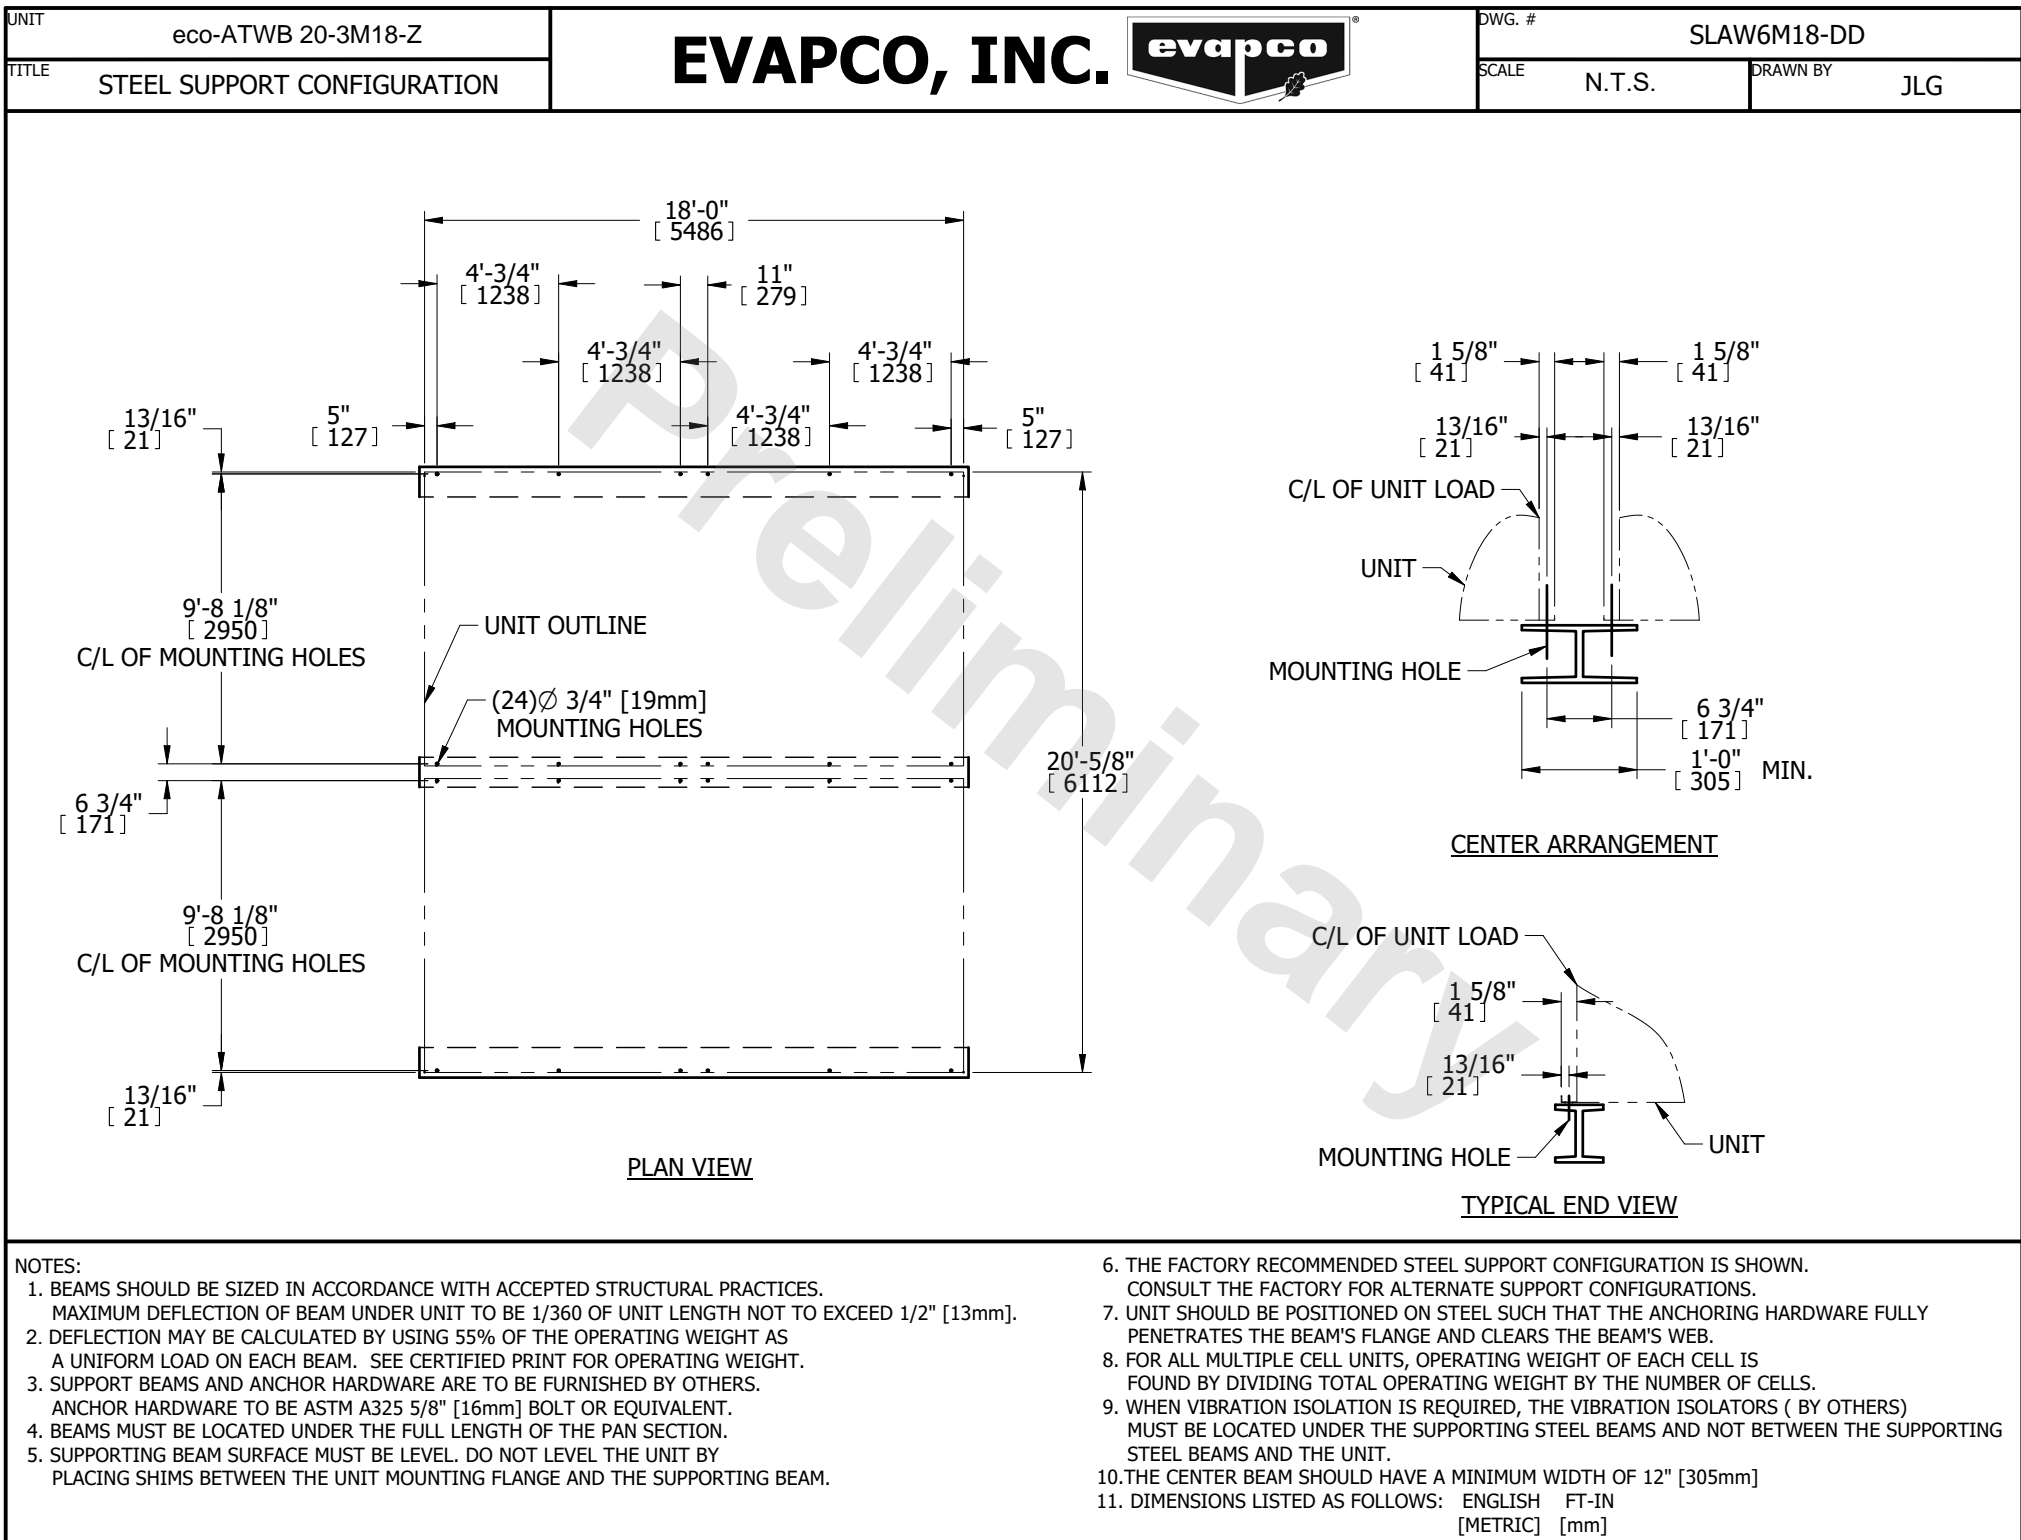 UNIT
eco-ATWB 20-3M18-Z
TITLE
STEEL SUPPORT CONFIGURATION
EVAPCO, INC.
evapco
®
DWG. #
SLAW6M18-DD
SCALE
N.T.S.
DRAWN BY
JLG
18'-0"
[ 5486 ]
4'-3/4"
[ 1238 ]
11"
[ 279 ]
4'-3/4"
[ 1238 ]
4'-3/4"
[ 1238 ]
13/16"
[ 21 ]
5"
[ 127 ]
4'-3/4"
[ 1238 ]
5"
[ 127 ]
9'-8 1/8"
[ 2950 ]
C/L OF MOUNTING HOLES
UNIT OUTLINE
(24)∅ 3/4" [19mm]
MOUNTING HOLES
6 3/4"
[ 171 ]
20'-5/8"
[ 6112 ]
9'-8 1/8"
[ 2950 ]
C/L OF MOUNTING HOLES
13/16"
[ 21 ]
PLAN VIEW
Preliminary
1 5/8"
[ 41 ]
1 5/8"
[ 41 ]
13/16"
[ 21 ]
13/16"
[ 21 ]
C/L OF UNIT LOAD
UNIT
MOUNTING HOLE
6 3/4"
[ 171 ]
1'-0"
[ 305 ]
MIN.
CENTER ARRANGEMENT
C/L OF UNIT LOAD
1 5/8"
[ 41 ]
13/16"
[ 21 ]
MOUNTING HOLE
UNIT
TYPICAL END VIEW
NOTES:
1. BEAMS SHOULD BE SIZED IN ACCORDANCE WITH ACCEPTED STRUCTURAL PRACTICES.
MAXIMUM DEFLECTION OF BEAM UNDER UNIT TO BE 1/360 OF UNIT LENGTH NOT TO EXCEED 1/2" [13mm].
2. DEFLECTION MAY BE CALCULATED BY USING 55% OF THE OPERATING WEIGHT AS
A UNIFORM LOAD ON EACH BEAM. SEE CERTIFIED PRINT FOR OPERATING WEIGHT.
3. SUPPORT BEAMS AND ANCHOR HARDWARE ARE TO BE FURNISHED BY OTHERS.
ANCHOR HARDWARE TO BE ASTM A325 5/8" [16mm] BOLT OR EQUIVALENT.
4. BEAMS MUST BE LOCATED UNDER THE FULL LENGTH OF THE PAN SECTION.
5. SUPPORTING BEAM SURFACE MUST BE LEVEL. DO NOT LEVEL THE UNIT BY
PLACING SHIMS BETWEEN THE UNIT MOUNTING FLANGE AND THE SUPPORTING BEAM.
6. THE FACTORY RECOMMENDED STEEL SUPPORT CONFIGURATION IS SHOWN.
CONSULT THE FACTORY FOR ALTERNATE SUPPORT CONFIGURATIONS.
7. UNIT SHOULD BE POSITIONED ON STEEL SUCH THAT THE ANCHORING HARDWARE FULLY
PENETRATES THE BEAM'S FLANGE AND CLEARS THE BEAM'S WEB.
8. FOR ALL MULTIPLE CELL UNITS, OPERATING WEIGHT OF EACH CELL IS
FOUND BY DIVIDING TOTAL OPERATING WEIGHT BY THE NUMBER OF CELLS.
9. WHEN VIBRATION ISOLATION IS REQUIRED, THE VIBRATION ISOLATORS ( BY OTHERS)
MUST BE LOCATED UNDER THE SUPPORTING STEEL BEAMS AND NOT BETWEEN THE SUPPORTING
STEEL BEAMS AND THE UNIT.
10.THE CENTER BEAM SHOULD HAVE A MINIMUM WIDTH OF 12" [305mm]
11. DIMENSIONS LISTED AS FOLLOWS: ENGLISH FT-IN
[METRIC] [mm]